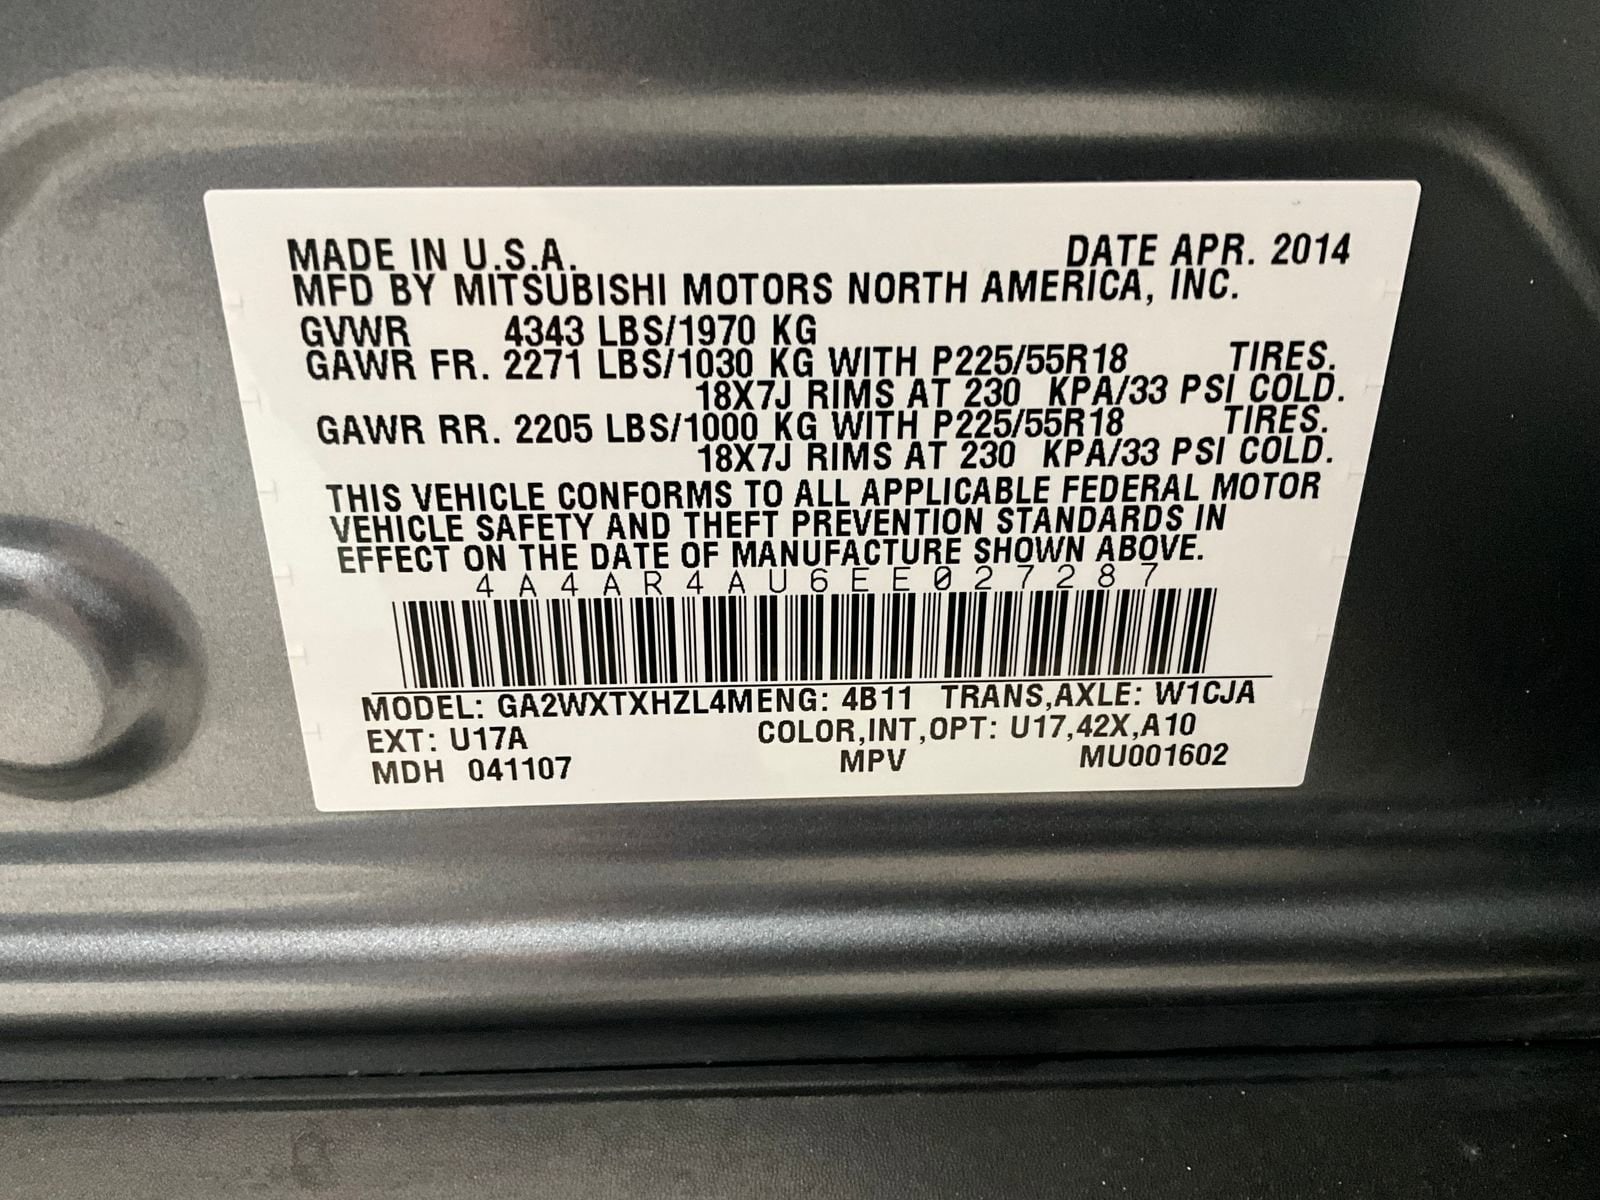 MADE IN U.S.A. DATE APR. 2014
MFD BY MITSUBISHI MOTORS NORTH AMERICA, INC.
GVWR 4343 LBS/1970 KG
GAWR FR. 2271 LBS/1030 KG WITH P225/55R18 TIRES.
18X7J RIMS AT 230 KPA/33 PSI COLD.
GAWR RR. 2205 LBS/1000 KG WITH P225/55R18 TIRES.
18X7J RIMS AT 230 KPA/33 PSI COLD.
THIS VEHICLE CONFORMS TO ALL APPLICABLE FEDERAL MOTOR
VEHICLE SAFETY AND THEFT PREVENTION STANDARDS IN
EFFECT ON THE DATE OF MANUFACTURE SHOWN ABOVE.
4A4AR4AU6EE027287
MODEL: GA2WXTXHZL4MENG: 4B11 TRANS,AXLE: W1CJA
EXT: U17A COLOR,INT,OPT: U17,42X,A10
MDH 041107 MPV MU001602